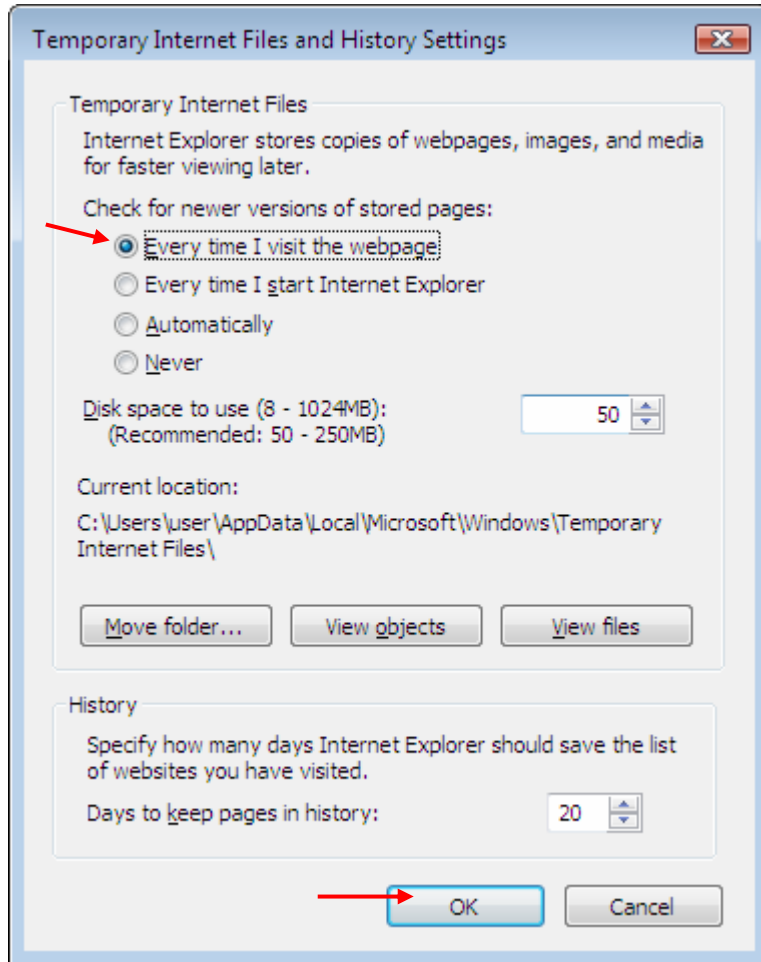 Temporary Internet Files and History Settings
Temporary Internet Files
Internet Explorer stores copies of webpages, images, and media
for faster viewing later.
Check for newer versions of stored pages:
Every time I visit the webpage
Every time I start Internet Explorer
Automatically
Never
Disk space to use (8 - 1024MB):
(Recommended: 50 - 250MB)
50
Current location:
C:\Users\user\AppData\Local\Microsoft\Windows\Temporary
Internet Files\
Move folder... View objects View files
History
Specify how many days Internet Explorer should save the list
of websites you have visited.
Days to keep pages in history: 20
OK Cancel